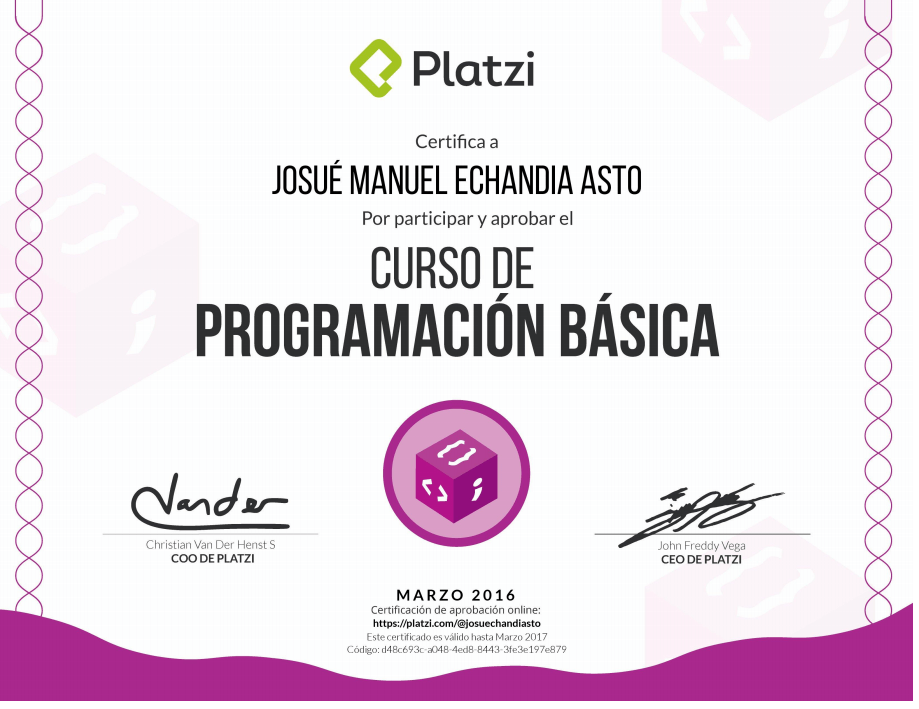 Platzi
Certifica a
JOSUÉ MANUEL ECHANDIA ASTO
Por participar y aprobar el
CURSO DE
PROGRAMACIÓN BÁSICA
{ }
< > ;
Vander
Christian Van Der Henst S
COO DE PLATZI
John Freddy Vega
CEO DE PLATZI
MARZO 2016
Certificación de aprobación online:
https://platzi.com/@josuechandiasto
Este certificado es válido hasta Marzo 2017
Código: d48c693c-a048-4ed8-8443-3fe3e197e879